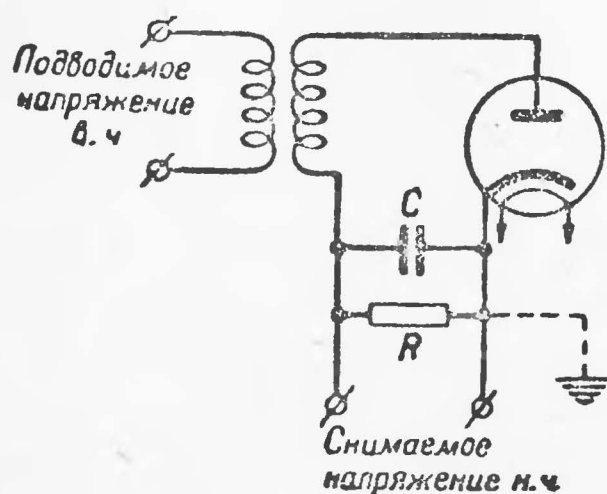 Подводимое
напряжение
в. ч
C
R
Снимаемое
напряжение н.ч.